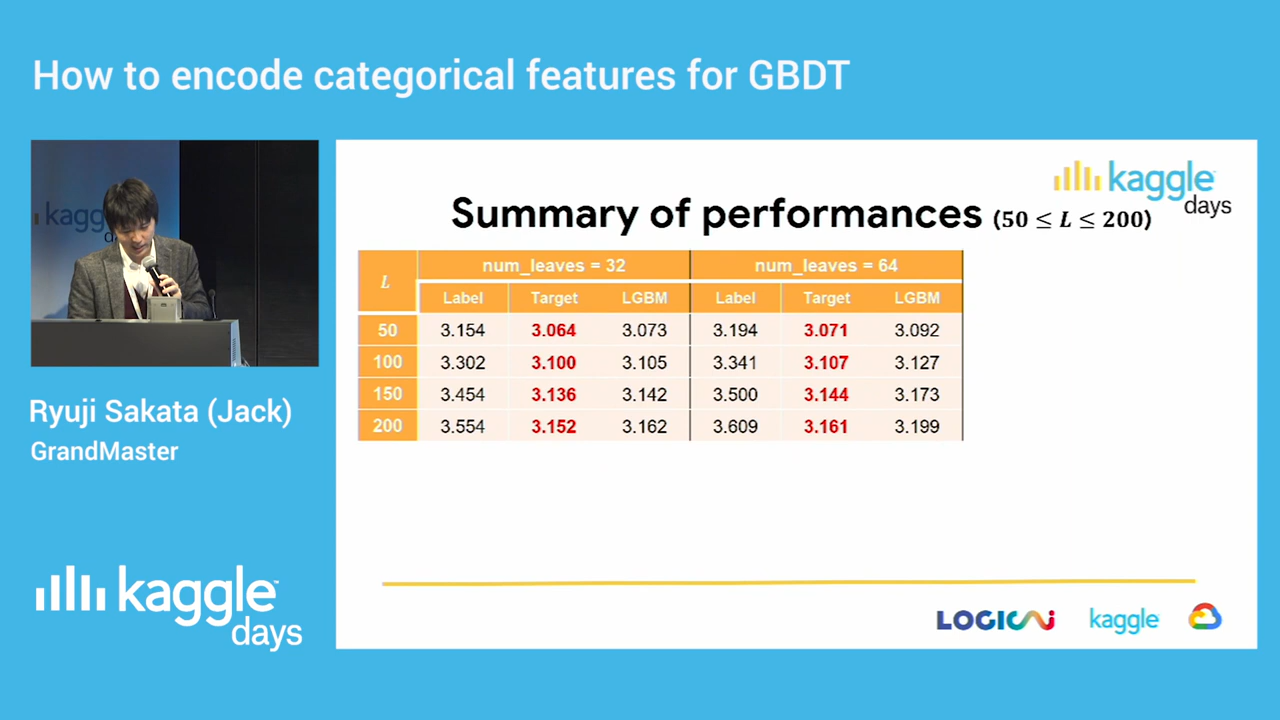 How to encode categorical features for GBDT
kaggle
days
Summary of performances (50 ≤ L ≤ 200)
L num_leaves = 32 num_leaves = 64
Label Target LGBM Label Target LGBM
50 3.154 3.064 3.073 3.194 3.071 3.092
100 3.302 3.100 3.105 3.341 3.107 3.127
150 3.454 3.136 3.142 3.500 3.144 3.173
200 3.554 3.152 3.162 3.609 3.161 3.199
kaggle
days
Ryuji Sakata (Jack)
GrandMaster
kaggle™
days
LOGICAI kaggle